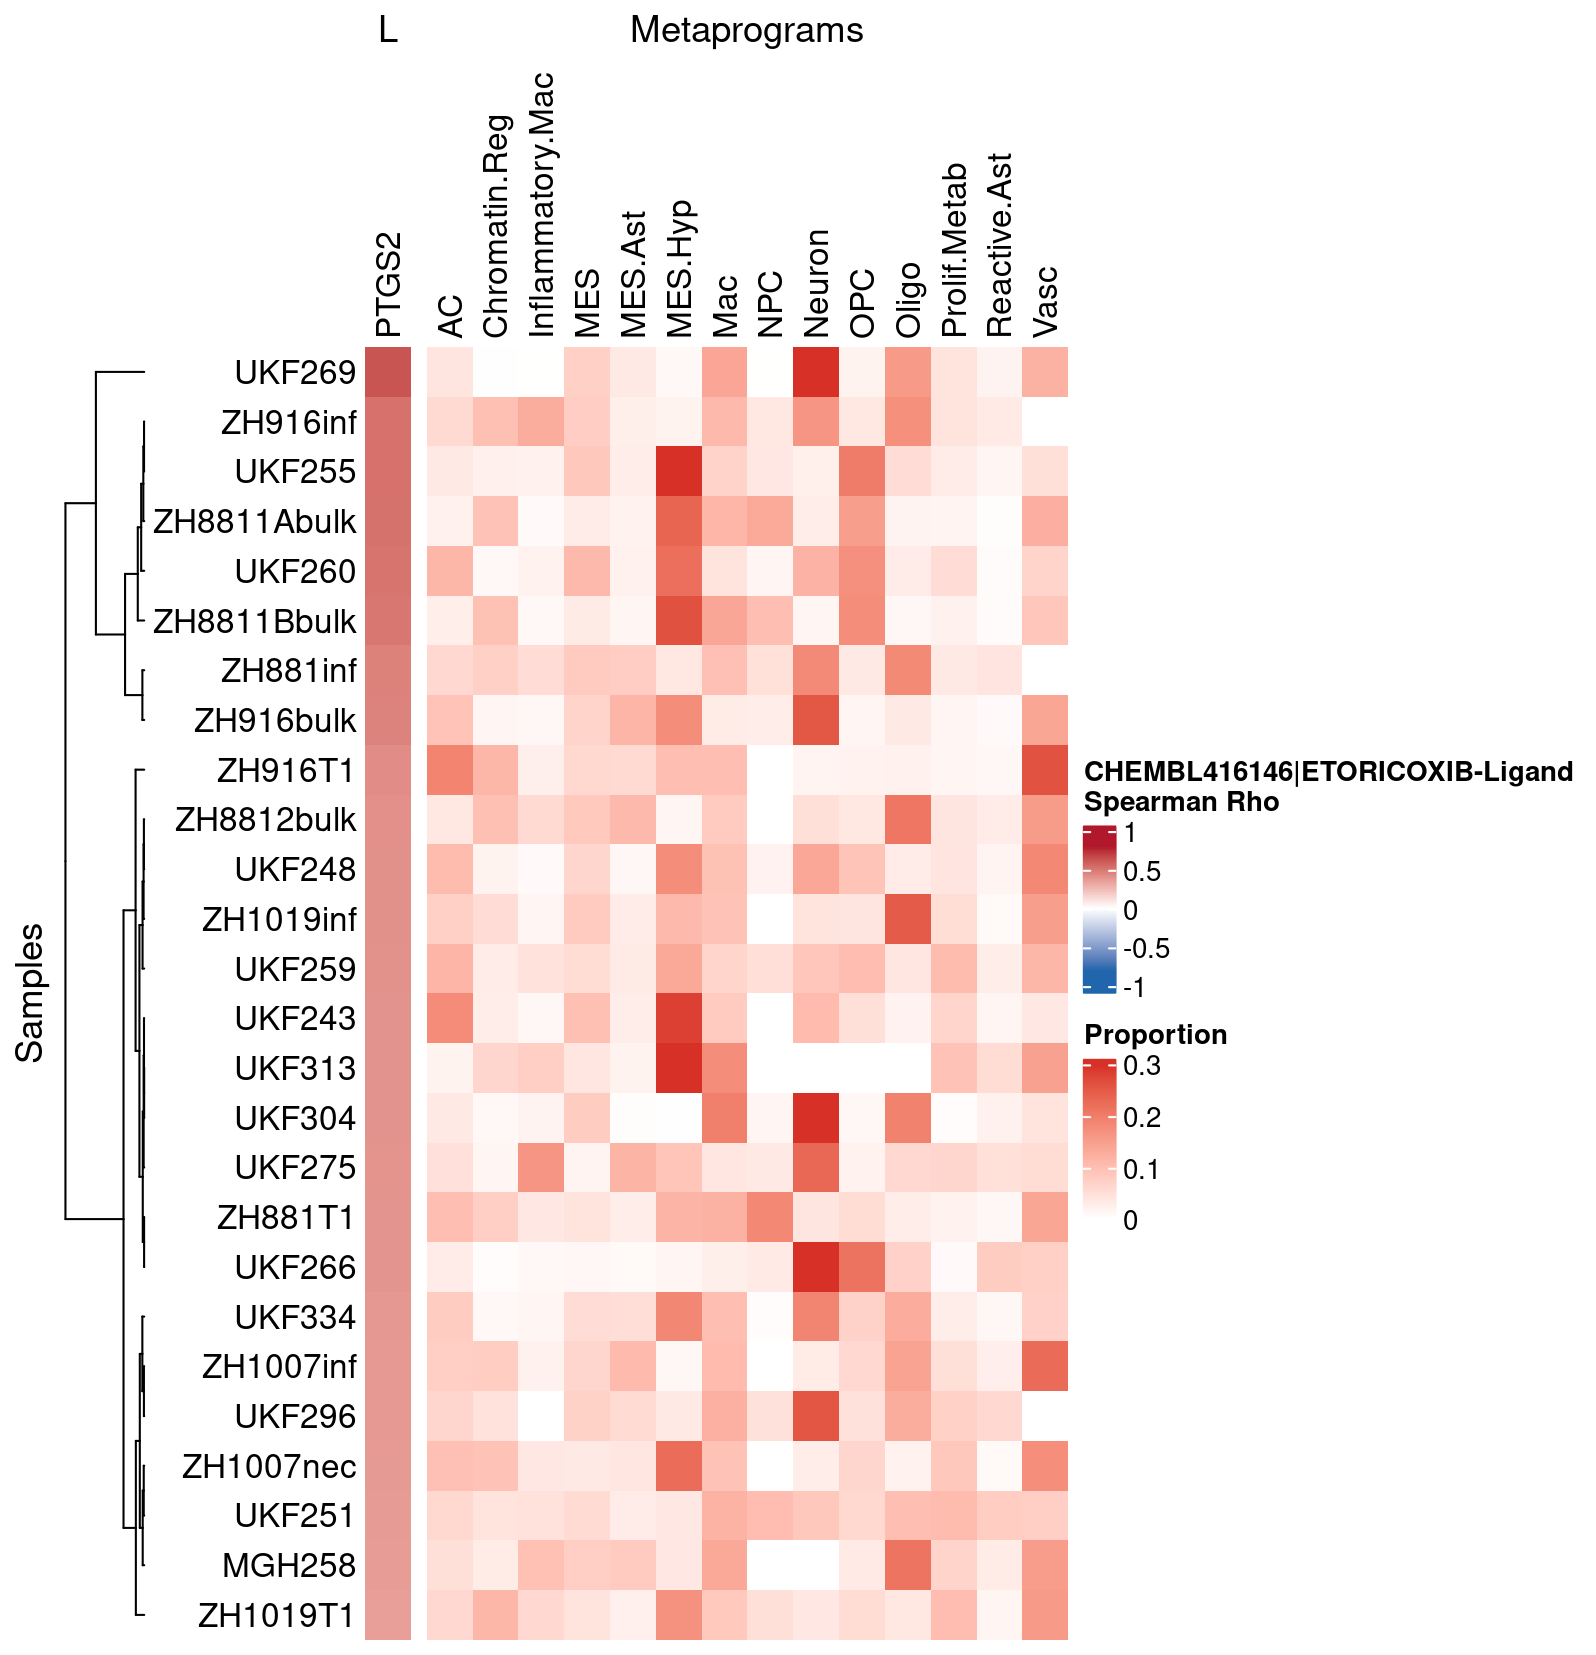 L
Metaprograms
PTGS2
AC
Chromatin.Reg
Inflammatory.Mac
MES
MES.Ast
MES.Hyp
Mac
NPC
Neuron
OPC
Oligo
Prolif.Metab
Reactive.Ast
Vasc
Samples
UKF269
ZH916inf
UKF255
ZH8811Abulk
UKF260
ZH8811Bbulk
ZH881inf
ZH916bulk
ZH916T1
ZH8812bulk
UKF248
ZH1019inf
UKF259
UKF243
UKF313
UKF304
UKF275
ZH881T1
UKF266
UKF334
ZH1007inf
UKF296
ZH1007nec
UKF251
MGH258
ZH1019T1
CHEMBL416146|ETORICOXIB-Ligand
Spearman Rho
1
0.5
0
-0.5
-1
Proportion
0.3
0.2
0.1
0